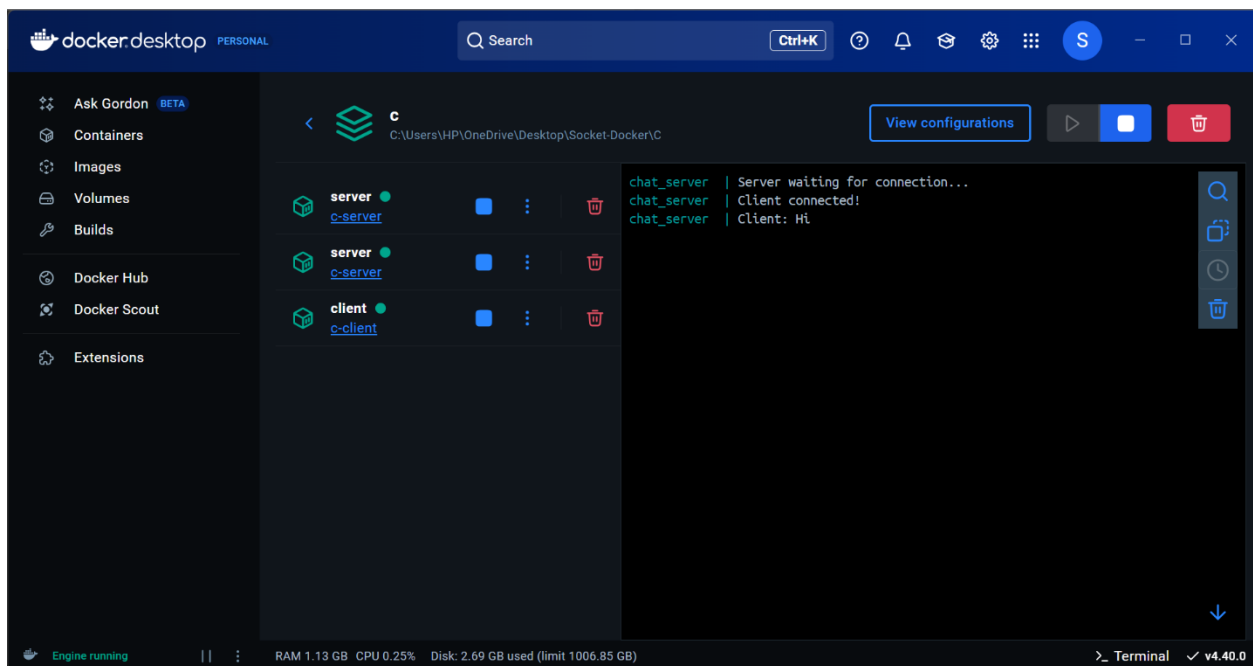 docker.desktop PERSONAL
Search
Ctrl+K
S
Ask Gordon BETA
Containers
Images
Volumes
Builds
Docker Hub
Docker Scout
Extensions
c
C:\Users\HP\OneDrive\Desktop\Socket-Docker\C
View configurations
server
c-server
server
c-server
client
c-client
chat_server | Server waiting for connection...
chat_server | Client connected!
chat_server | Client: Hi
Engine running
RAM 1.13 GB CPU 0.25% Disk: 2.69 GB used (limit 1006.85 GB)
>_ Terminal
v4.40.0